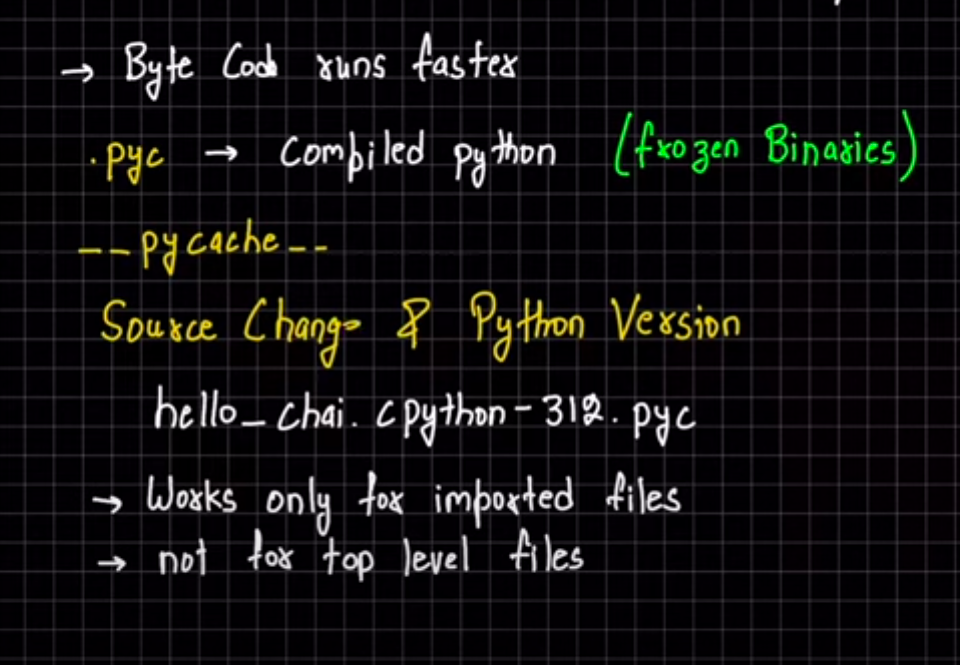 → Byte Code runs faster
.pyc → Compiled python (frozen Binaries)
__pycache__
Source Change & Python Version
hello_chai.cpython-312.pyc
→ Works only for imported files
→ not for top level files